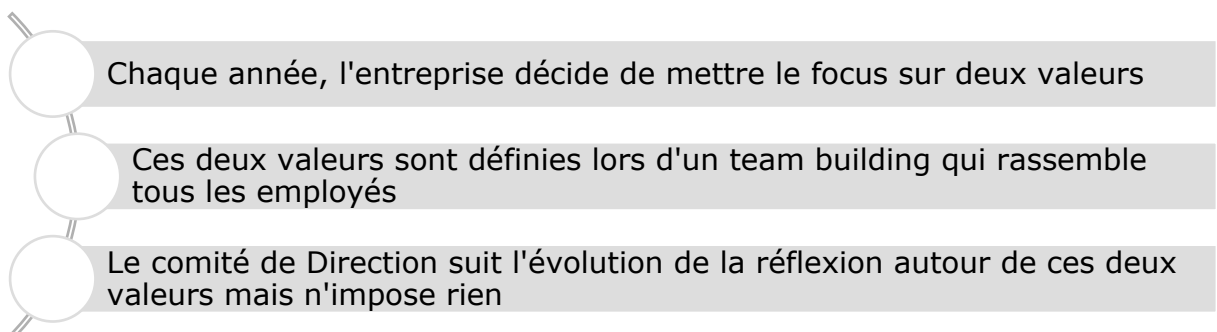 Chaque année, l'entreprise décide de mettre le focus sur deux valeurs
Ces deux valeurs sont définies lors d'un team building qui rassemble
tous les employés
Le comité de Direction suit l'évolution de la réflexion autour de ces deux
valeurs mais n'impose rien